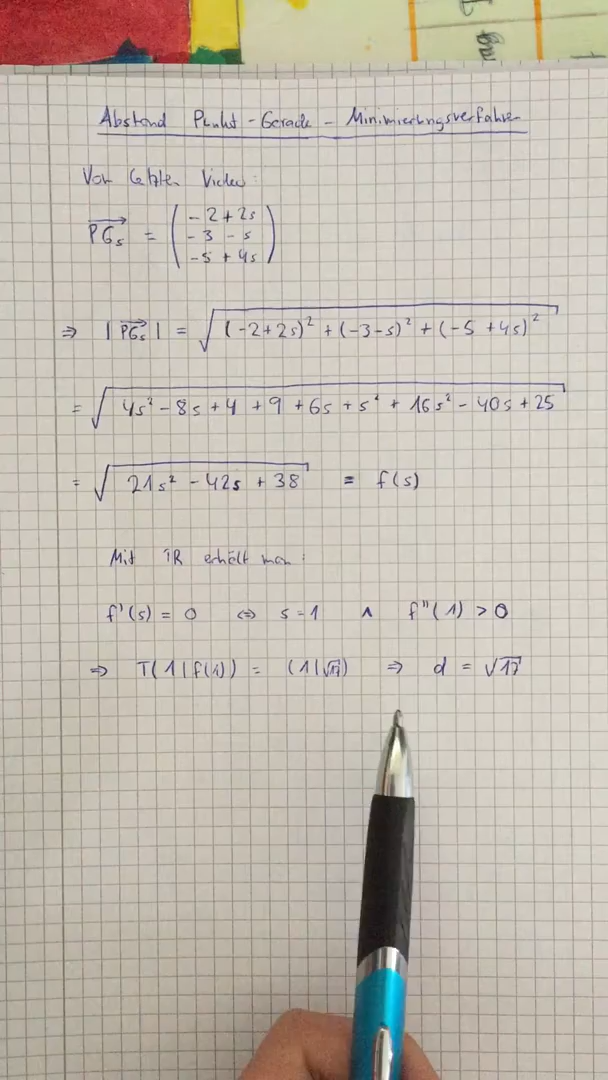 Abstand Punkt-Gerade - Minimierungsverfahren
Vom letzten Video:
PGₛ = ( -2+2s -3 -s -5+4s )
⇒ |PGₛ| = √((-2+2s)² + (-3-s)² + (-5+4s)²)
= √(4s² - 8s + 4 + 9 + 6s + s² + 16s² - 40s + 25)
= √(21s² - 42s + 38) = f(s)
Mit TR erhält man:
f'(s) = 0 ⇔ s=1 ∧ f"(1) > 0
⇒ T(1|f(1)) = (1|√17) ⇒ d = √17